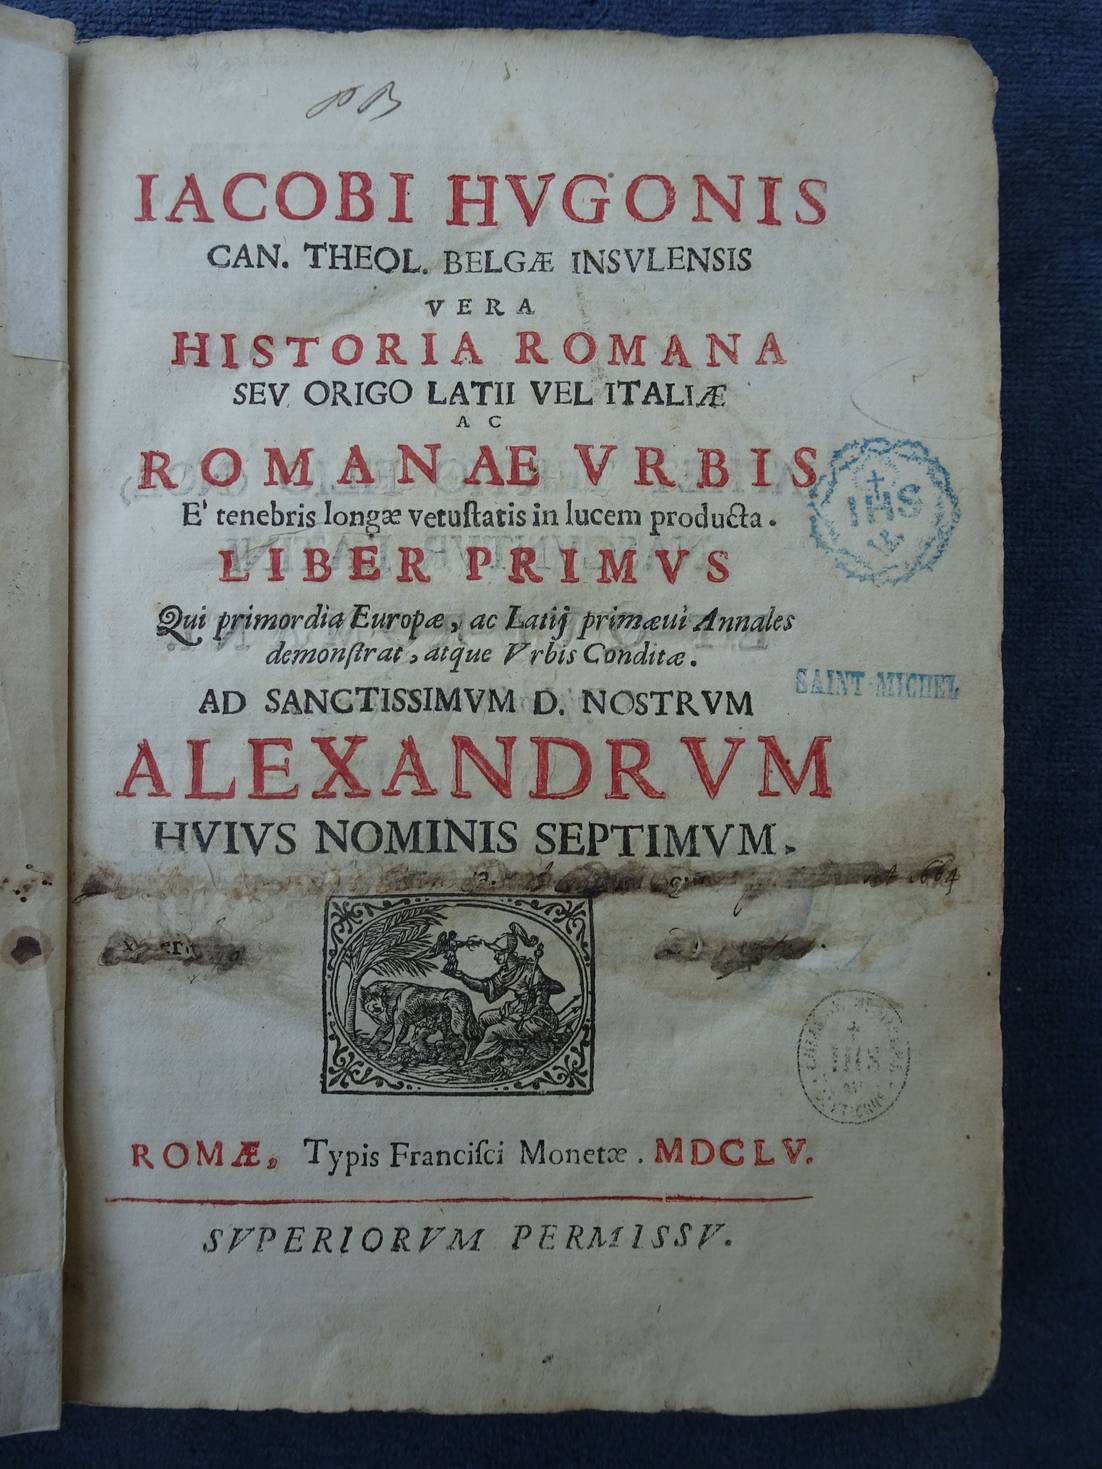 IACOBI HVGONIS
CAN. THEOL. BELGÆ INSVLENSIS
VERA
HISTORIA ROMANA
SEV ORIGO LATII VEL ITALIÆ
AC
ROMANAE VRBIS
E' tenebris longæ vetuſtatis in lucem producta.
LIBER PRIMVS
Qui primordia Europæ, ac Latij primæui Annales
demonſtrat, atque Vrbis Conditæ.
AD SANCTISSIMVM D. NOSTRVM
ALEXANDRVM
HVIVS NOMINIS SEPTIMVM.
IHS
SAINT-MICHEL
IHS
ROMÆ, Typis Franciſci Monetæ. MDCLV.
SVPERIORVM PERMISSV.